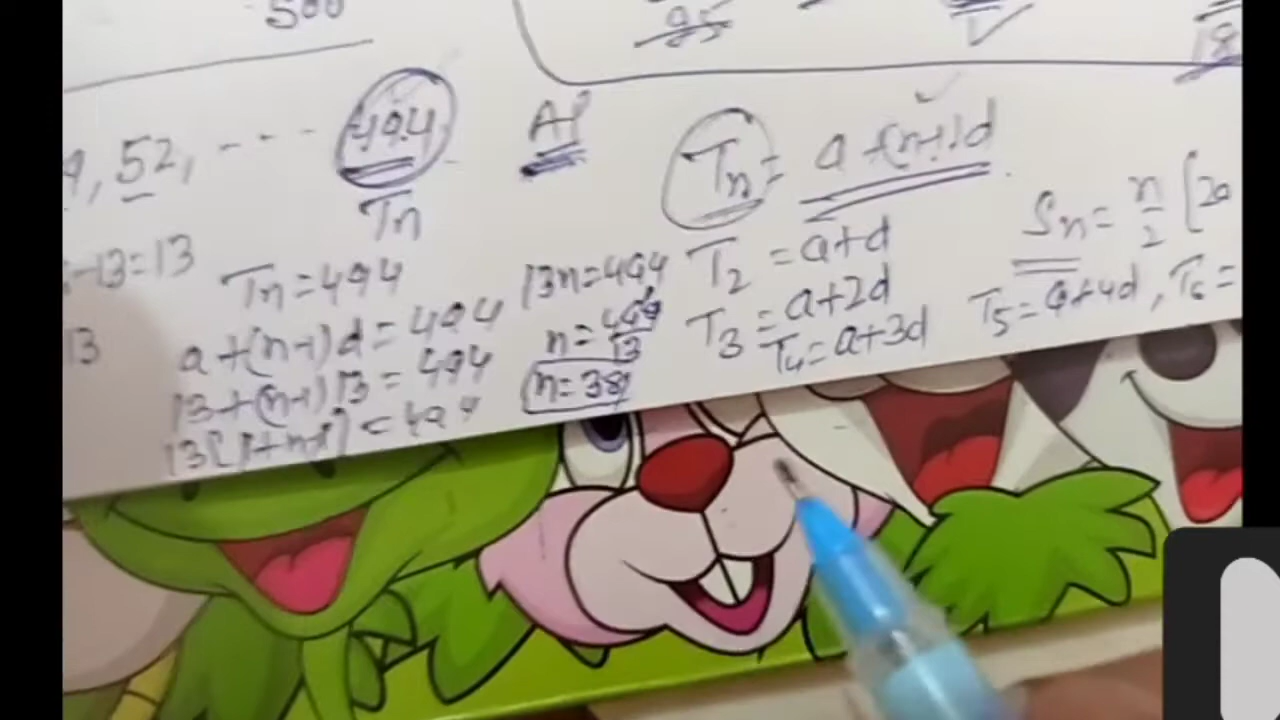 500
9, 52, ---- 494 AP
Tn
Tn = a+(n-1)d
-13=13
Tn=494
13
a+(n-1)d=494
13+(n-1)13=494
13[1+n-1]=494
13n=494
n=494/13
n=38
T2=a+d
T3=a+2d
T4=a+3d
Sn=n/2[2a
T5=a+4d, T6=